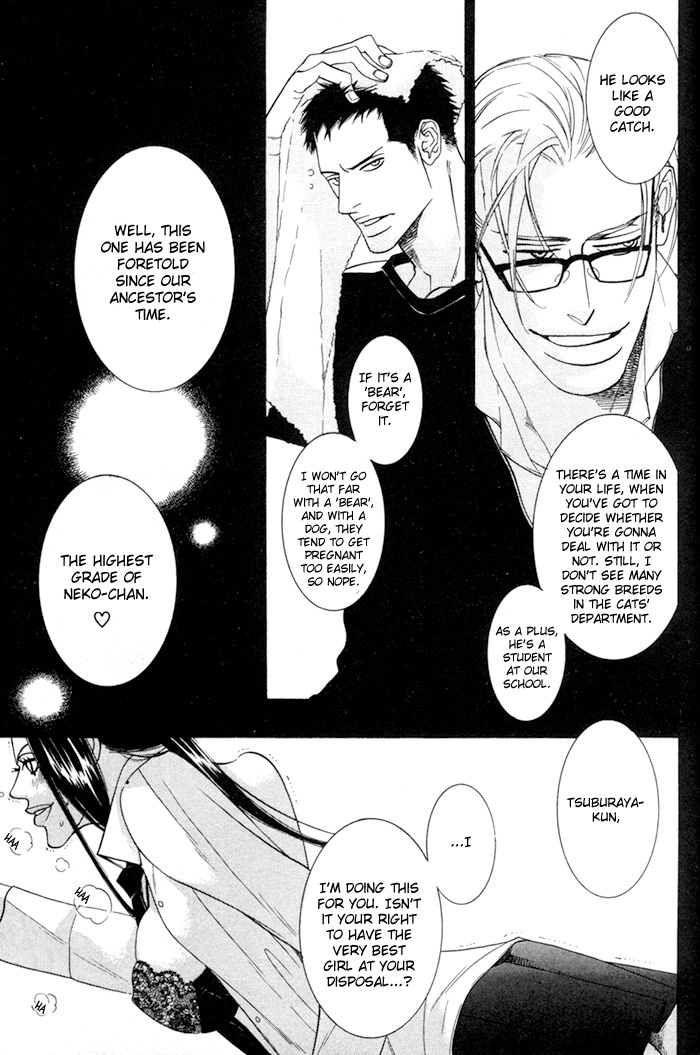 HE LOOKS
LIKE A
GOOD
CATCH.
THERE'S A TIME IN
YOUR LIFE, WHEN
YOU'VE GOT TO
DECIDE WHETHER
YOU'RE GONNA
DEAL WITH IT OR
NOT. STILL, I
DON'T SEE MANY
STRONG BREEDS
IN THE CATS'
DEPARTMENT.
AS A PLUS,
HE'S A
STUDENT
AT OUR
SCHOOL.
IF IT'S A
'BEAR',
FORGET
IT.
I WON'T GO
THAT FAR
WITH A 'BEAR',
AND WITH A
DOG, THEY
TEND TO GET
PREGNANT
TOO EASILY,
SO NOPE.
WELL, THIS
ONE HAS BEEN
FORETOLD
SINCE OUR
ANCESTOR'S
TIME.
THE HIGHEST
GRADE OF
NEKO-CHAN.
♡
TSUBURAYA-
KUN,
...I
I'M DOING THIS
FOR YOU. ISN'T
IT YOUR RIGHT
TO HAVE THE
VERY BEST
GIRL AT YOUR
DISPOSAL...?
HAA
HAA
HA